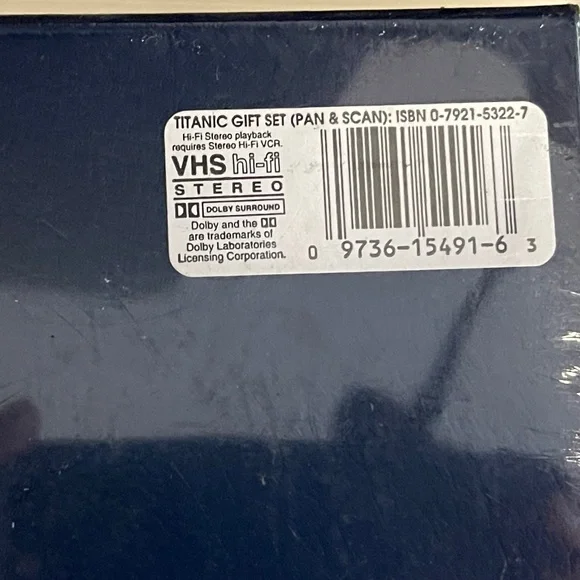 TITANIC GIFT SET (PAN & SCAN): ISBN 0-7921-5322-7
Hi-Fi Stereo playback
requires Stereo Hi-Fi VCR.
VHS hi-fi
STEREO
DOLBY SURROUND
Dolby and the
are trademarks of
Dolby Laboratories
Licensing Corporation.
0 9736-15491-6 3